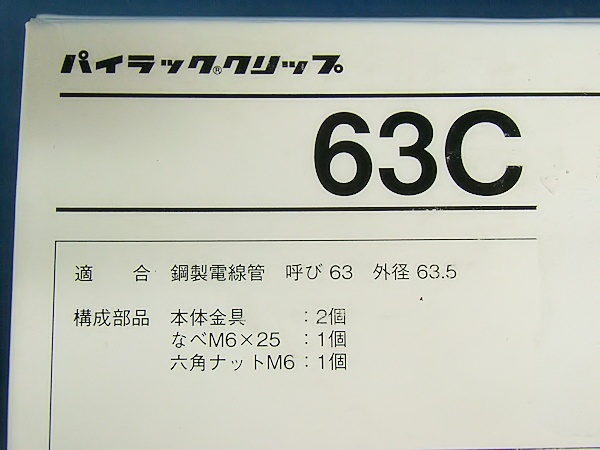 パイラック®クリップ
63C
適　合　鋼製電線管　呼び 63　外径 63.5
構成部品　本体金具　：2個
なべM6×25　：1個
六角ナットM6：1個